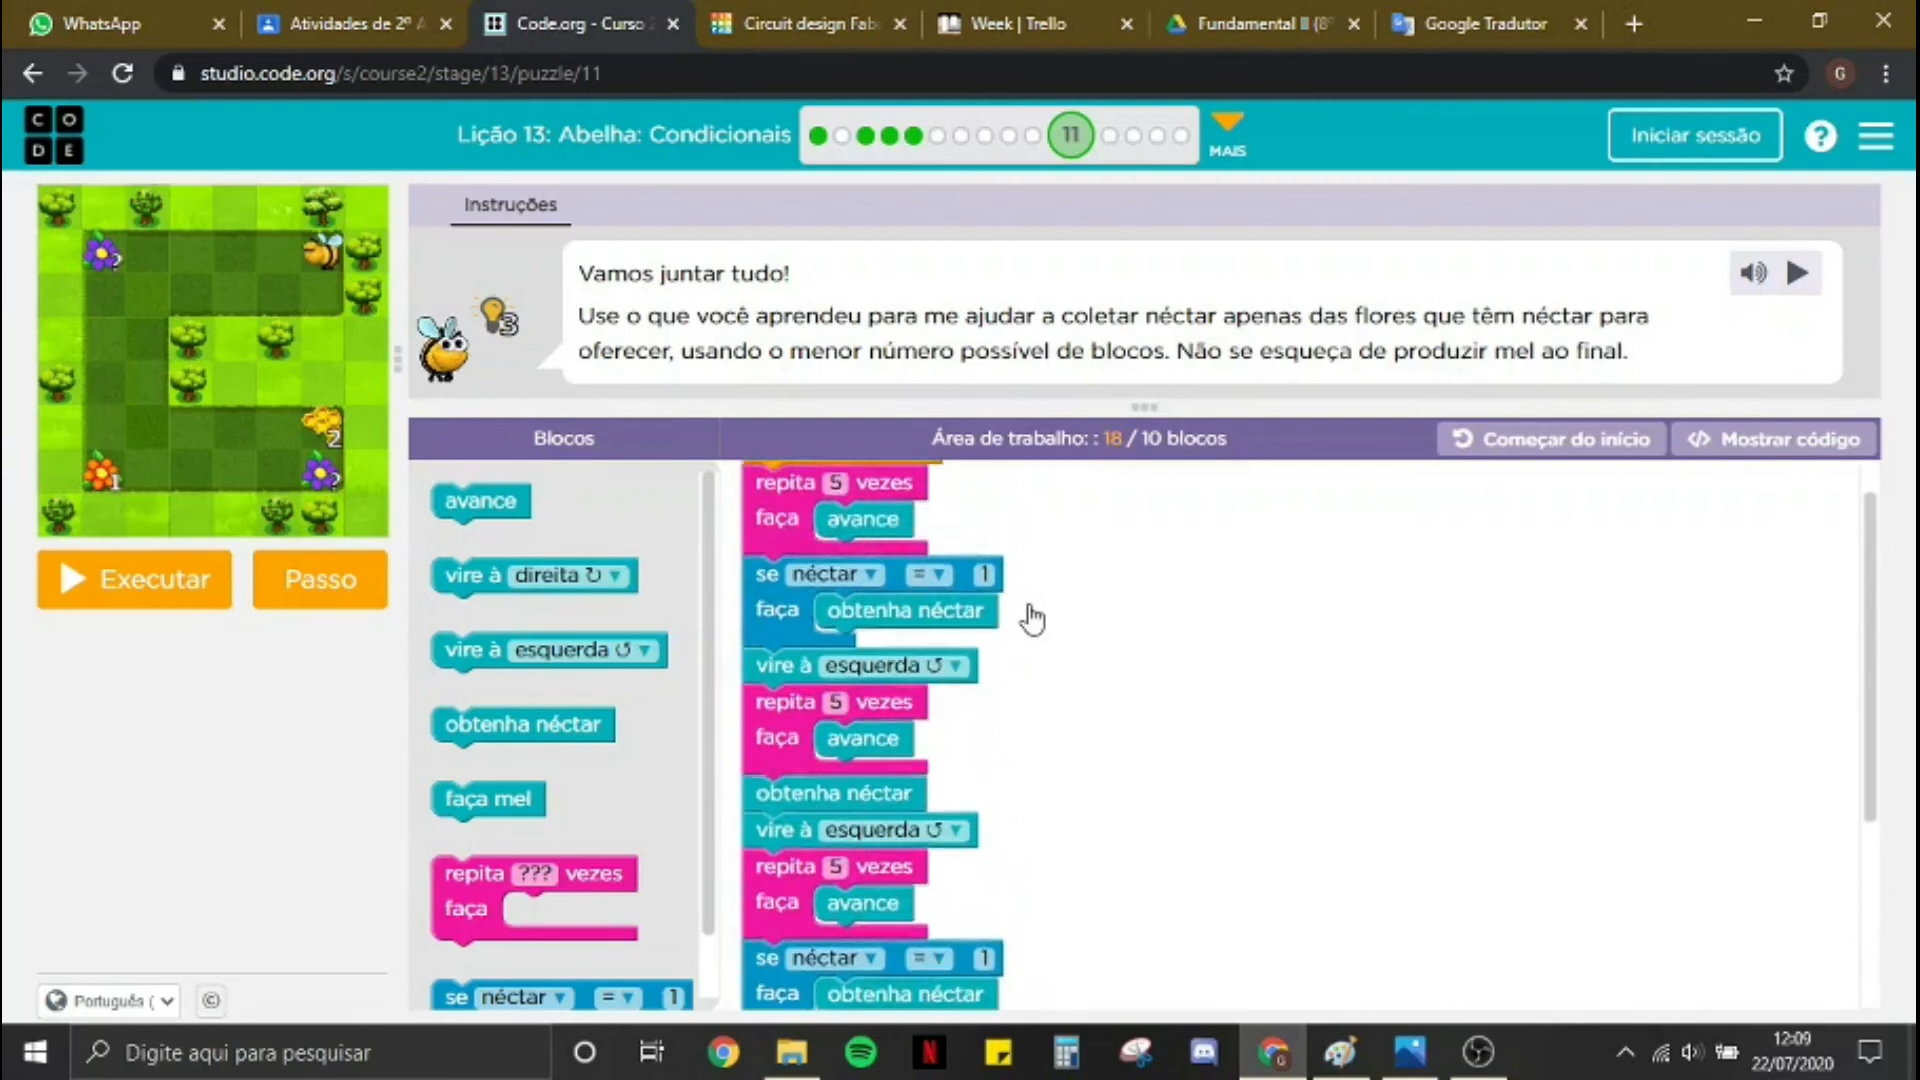 WhatsApp
Atividades de 2º A
Code.org - Curso 2
Circuit design Fab
Week | Trello
Fundamental II (8º
Google Tradutor
studio.code.org/s/course2/stage/13/puzzle/11
G
C O
D E
Lição 13: Abelha: Condicionais
11
MAIS
Iniciar sessão
?
Instruções
Vamos juntar tudo!
Use o que você aprendeu para me ajudar a coletar néctar apenas das flores que têm néctar para
oferecer, usando o menor número possível de blocos. Não se esqueça de produzir mel ao final.
3
?
2
1
?
Executar
Passo
Blocos
Área de trabalho: : 18 / 10 blocos
Começar do início
Mostrar código
avance
vire à direita ↻
vire à esquerda ↺
obtenha néctar
faça mel
repita ??? vezes
faça
se néctar = 1
repita 5 vezes
faça avance
se néctar = 1
faça obtenha néctar
vire à esquerda ↺
repita 5 vezes
faça avance
obtenha néctar
vire à esquerda ↺
repita 5 vezes
faça avance
se néctar = 1
faça obtenha néctar
Português (
©
Digite aqui para pesquisar
N
G
12:09
22/07/2020